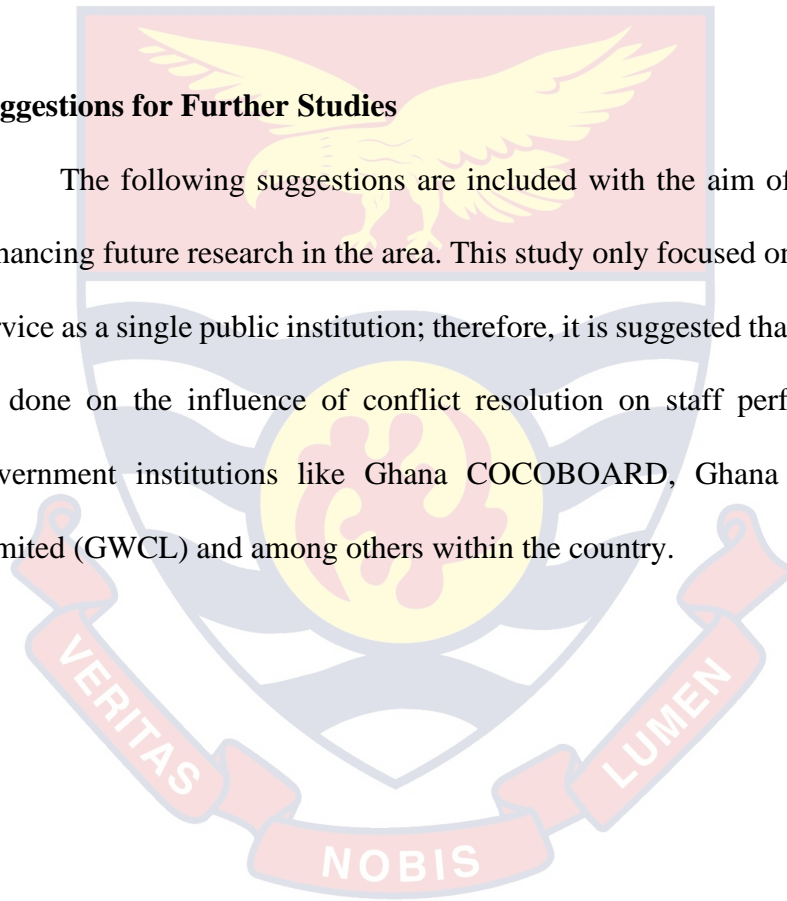 ggestions for Further Studies
The following suggestions are included with the aim of
hancing future research in the area. This study only focused on
rvice as a single public institution; therefore, it is suggested tha
done on the influence of conflict resolution on staff perf
vernment institutions like Ghana COCOBOARD, Ghana
mited (GWCL) and among others within the country.
VERITAS
NOBIS
LUMEN